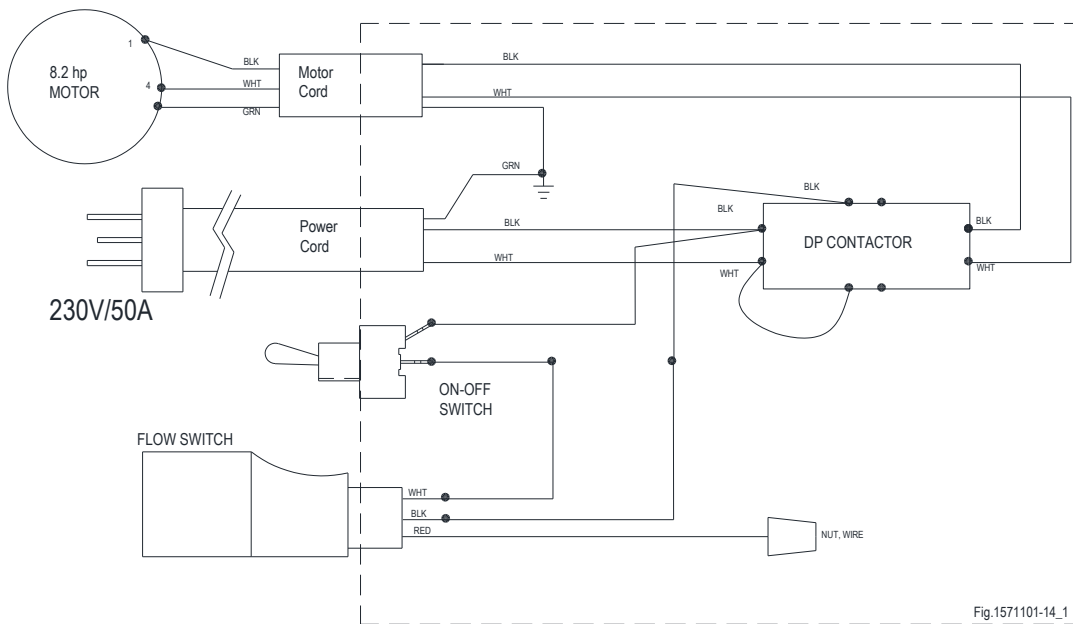 1
BLK
8.2 hp
MOTOR
4
WHT
GRN
Motor
Cord
BLK
WHT
GRN
BLK
BLK
Power
Cord
BLK
WHT
WHT
DP CONTACTOR
BLK
WHT
230V/50A
ON-OFF
SWITCH
FLOW SWITCH
WHT
BLK
RED
NUT, WIRE
Fig.1571101-14_1